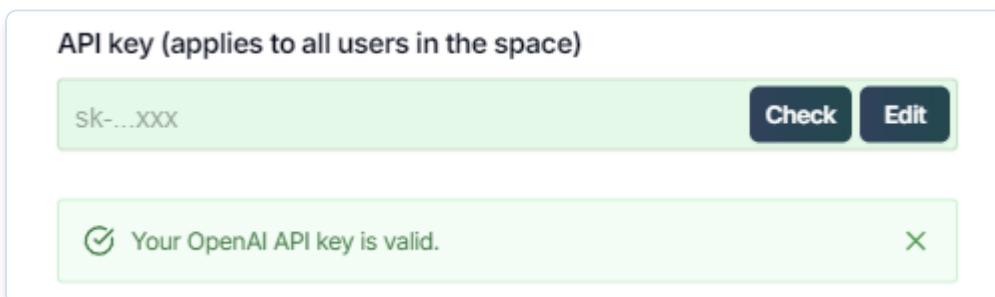 API key (applies to all users in the space)
sk-...xxx
Check
Edit
Your OpenAI API key is valid.